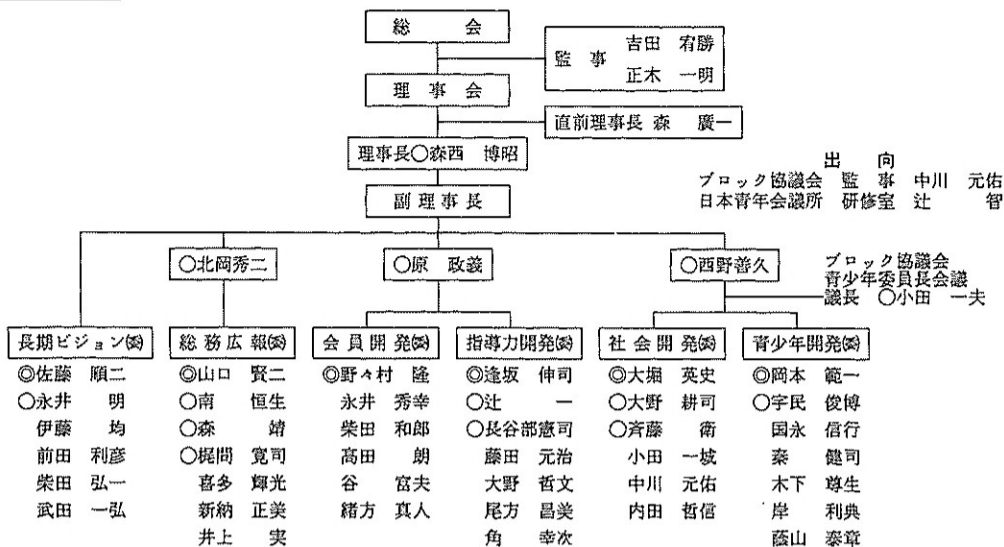 総会
監事 吉田 宥勝
正木 一明
理事会
直前理事長 森 廣一
理事長○森西 博昭
出向
ブロック協議会 監事 中川 元佑
日本青年会議所 研修室 辻 智
副理事長
○北岡秀二
○原 政義
○西野善久
ブロック協議会
青少年委員長会議
議長 ○小田 一夫
長期ビジョン(委)
◎佐藤 順二
○永井 明
伊藤 均
前田 利彦
柴田 弘一
武田 一弘
総務広報(委)
◎山口 賢二
○南 恒生
○森 靖
○梶間 寛司
喜多 輝光
新納 正美
井上 実
会員開発(委)
◎野々村 隆
永井 秀幸
柴田 和郎
高田 朗
谷 富夫
緒方 真人
指導力開発(委)
◎逢坂 伸司
○辻 一
○長谷部憲司
藤田 元治
大野 哲文
尾方 昌美
角 幸次
社会開発(委)
◎大堀 英史
○大野 耕司
○斉藤 衛
小田 一城
中川 元佑
内田 哲信
青少年開発(委)
◎岡本 範一
○宇民 俊博
国永 信行
秦 健司
木下 尊生
岸 利典
蔭山 泰章